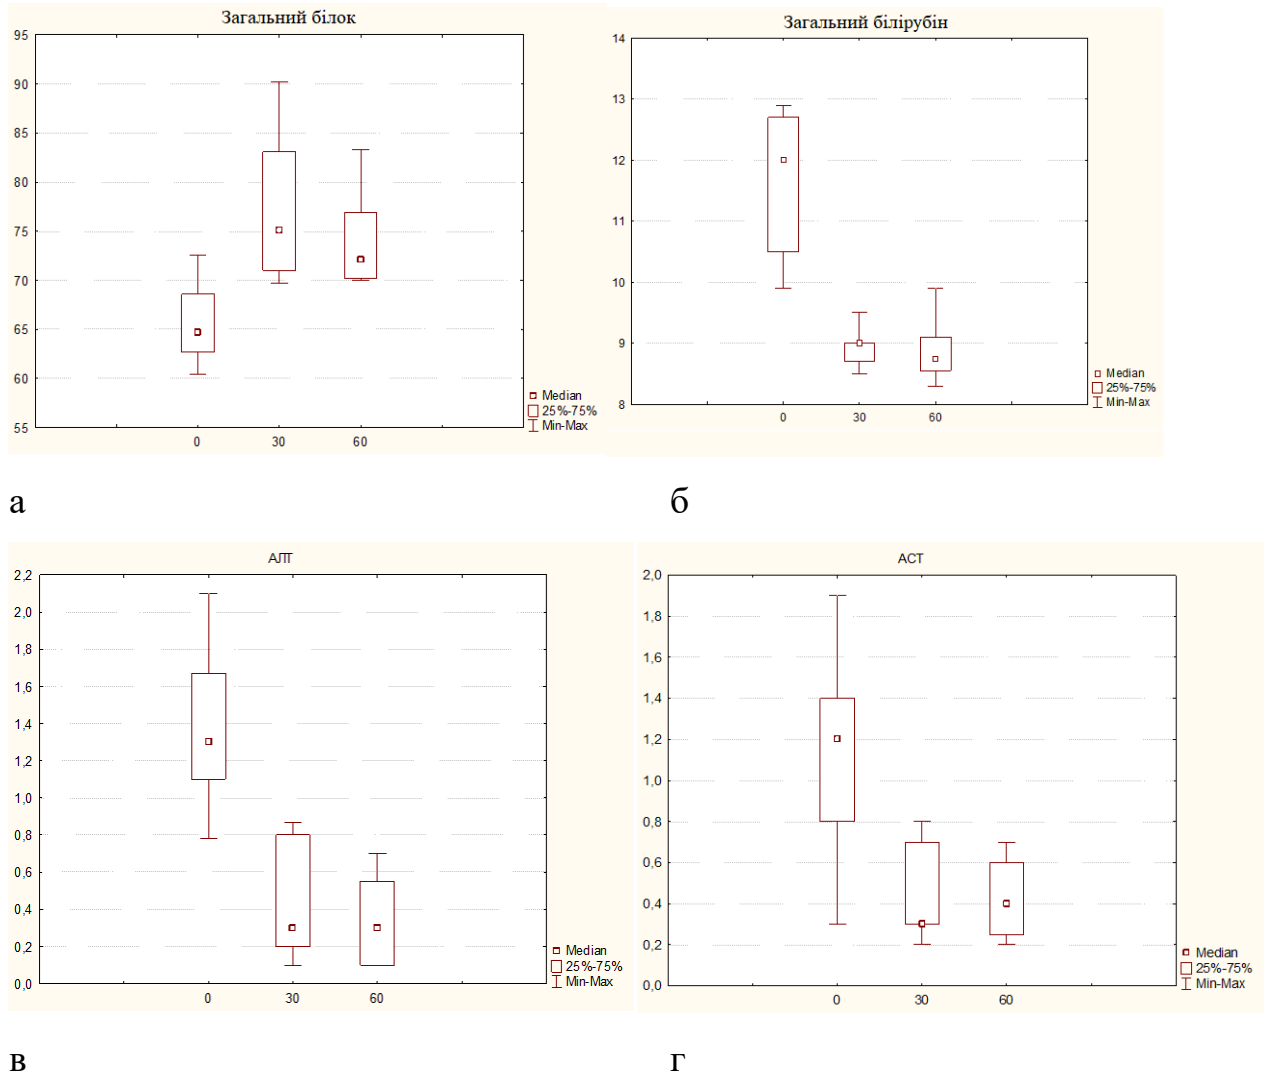 Загальний білок
95
90
85
80
75
70
65
60
55
0 30 60
Median
25%-75%
Min-Max
Загальний білірубін
14
13
12
11
10
9
8
0 30 60
Median
25%-75%
Min-Max
а б
АЛТ
2,2
2,0
1,8
1,6
1,4
1,2
1,0
0,8
0,6
0,4
0,2
0,0
0 30 60
Median
25%-75%
Min-Max
АСТ
2,0
1,8
1,6
1,4
1,2
1,0
0,8
0,6
0,4
0,2
0,0
0 30 60
Median
25%-75%
Min-Max
в г